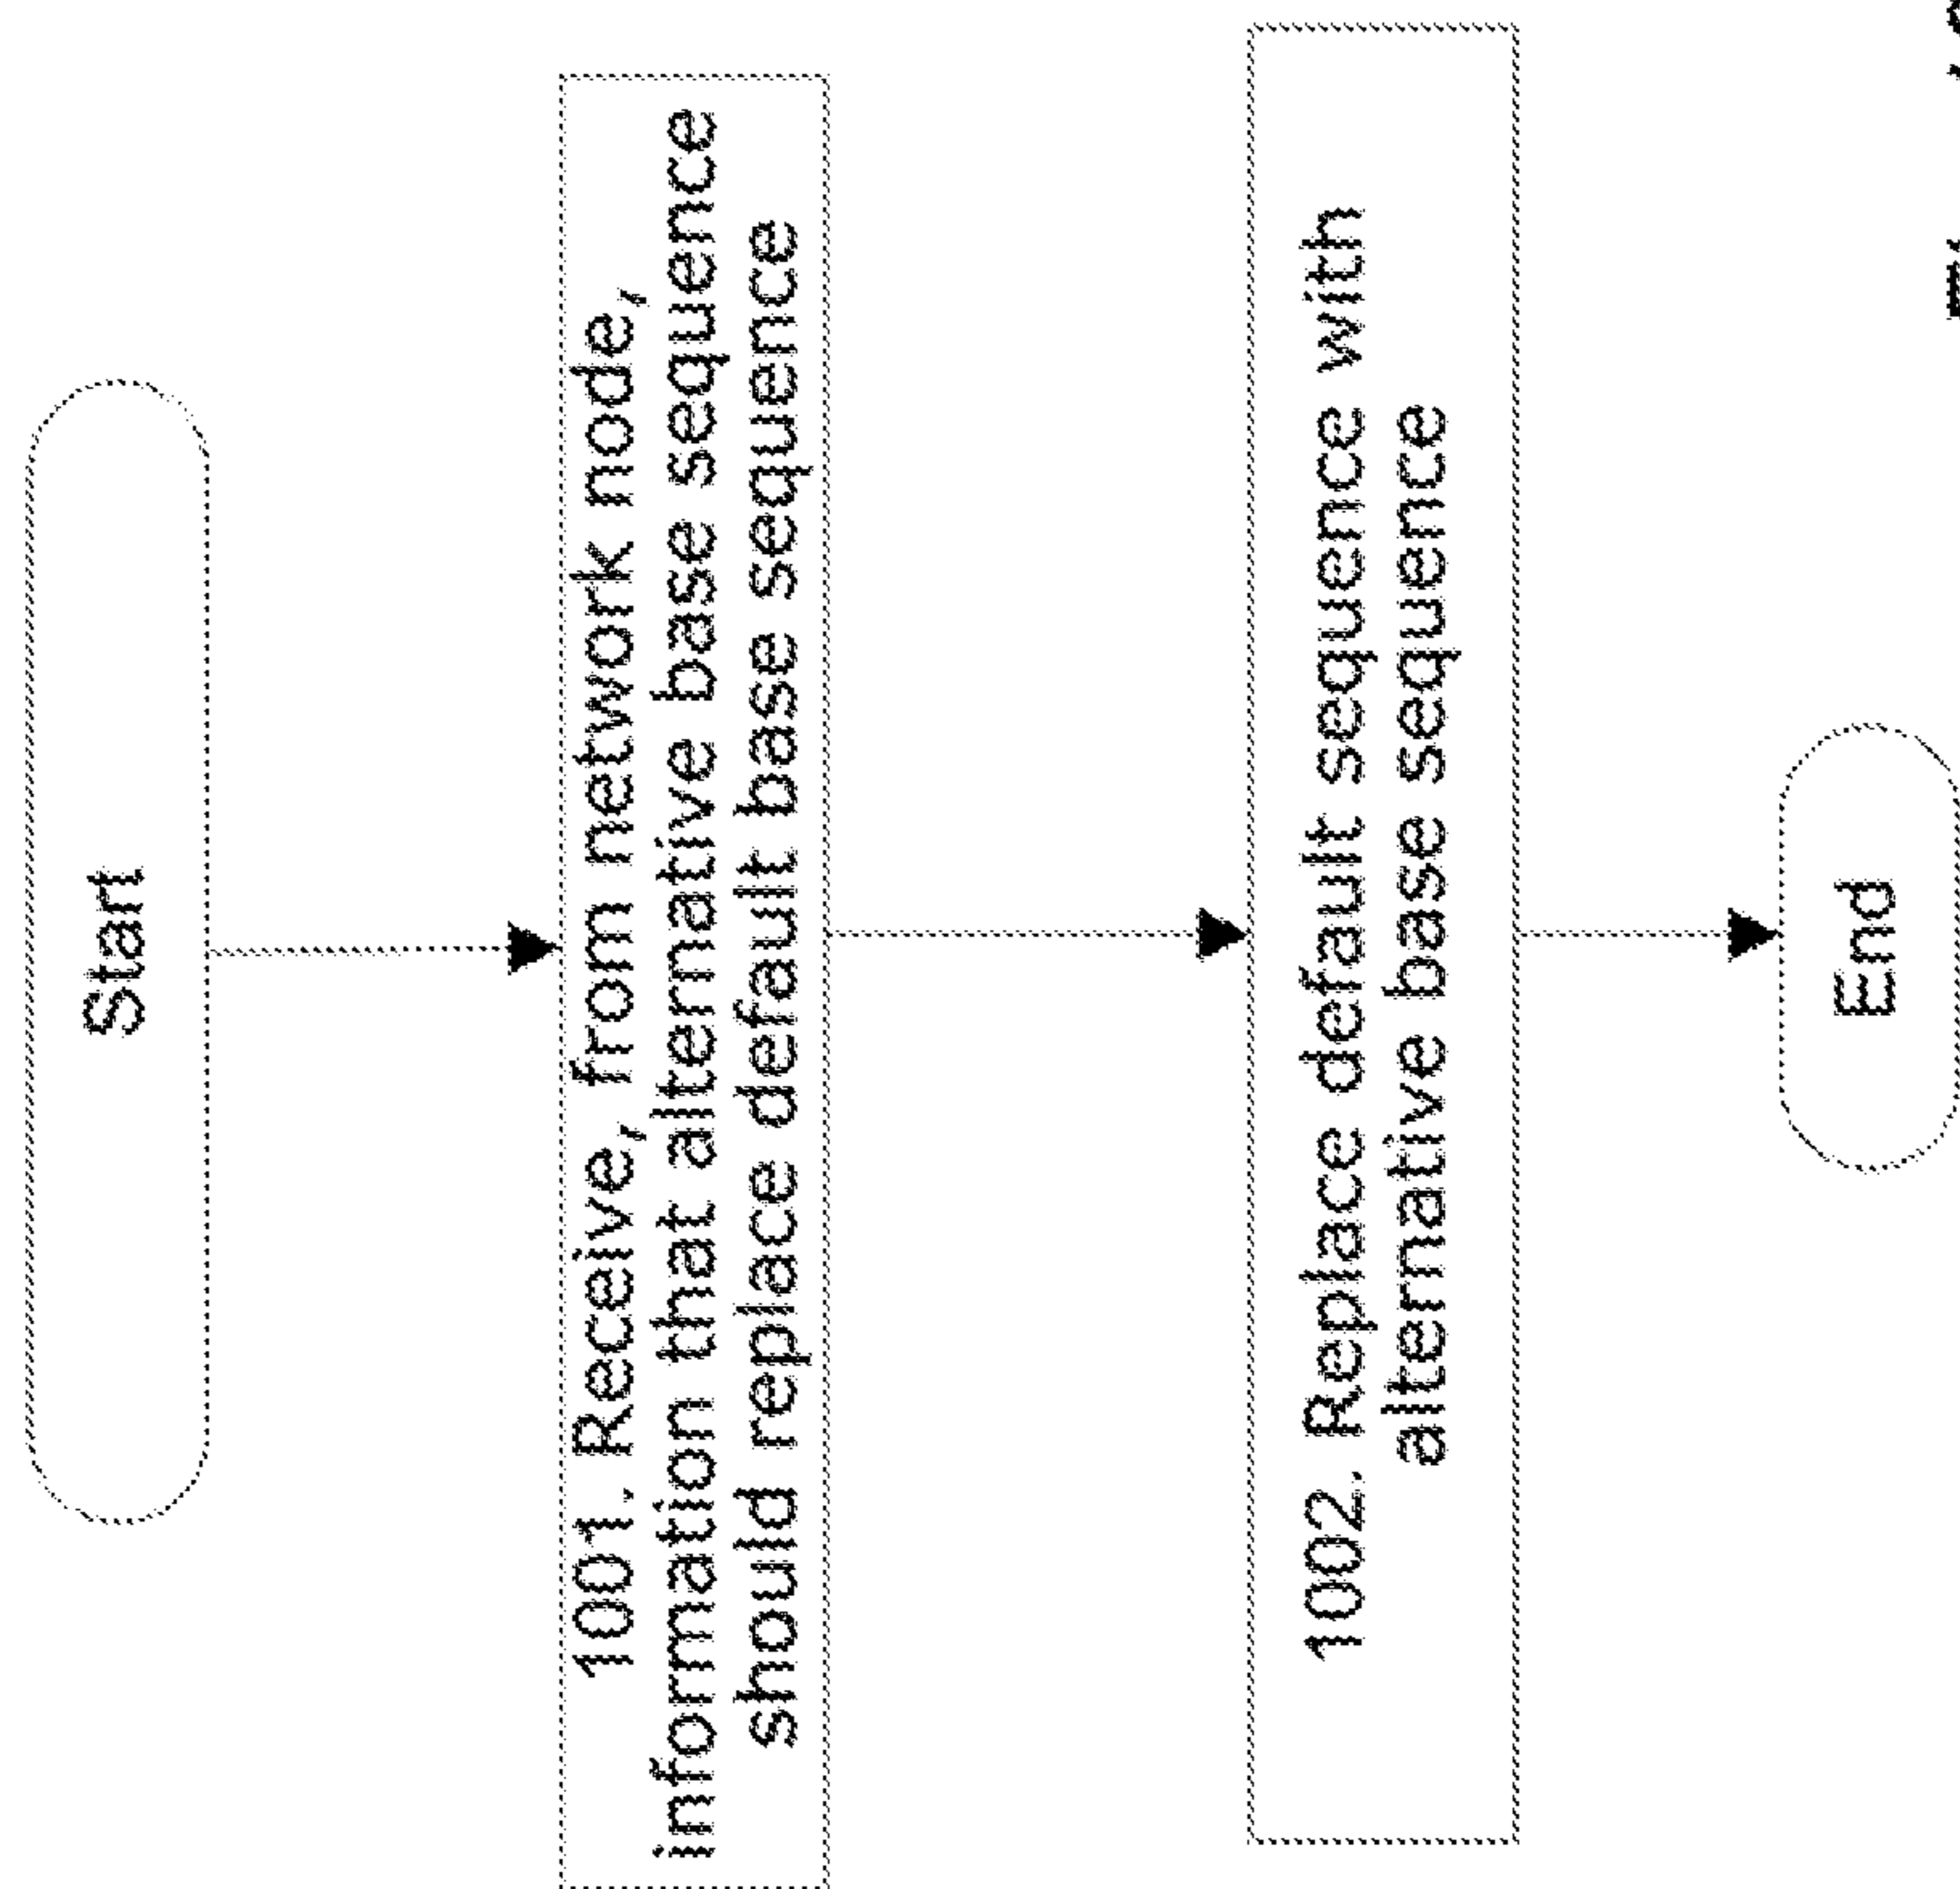 Start
1001. Receive, from network node,
information that alternative base sequence
should replace default base sequence
1002. Replace default sequence with
alternative base sequence
End